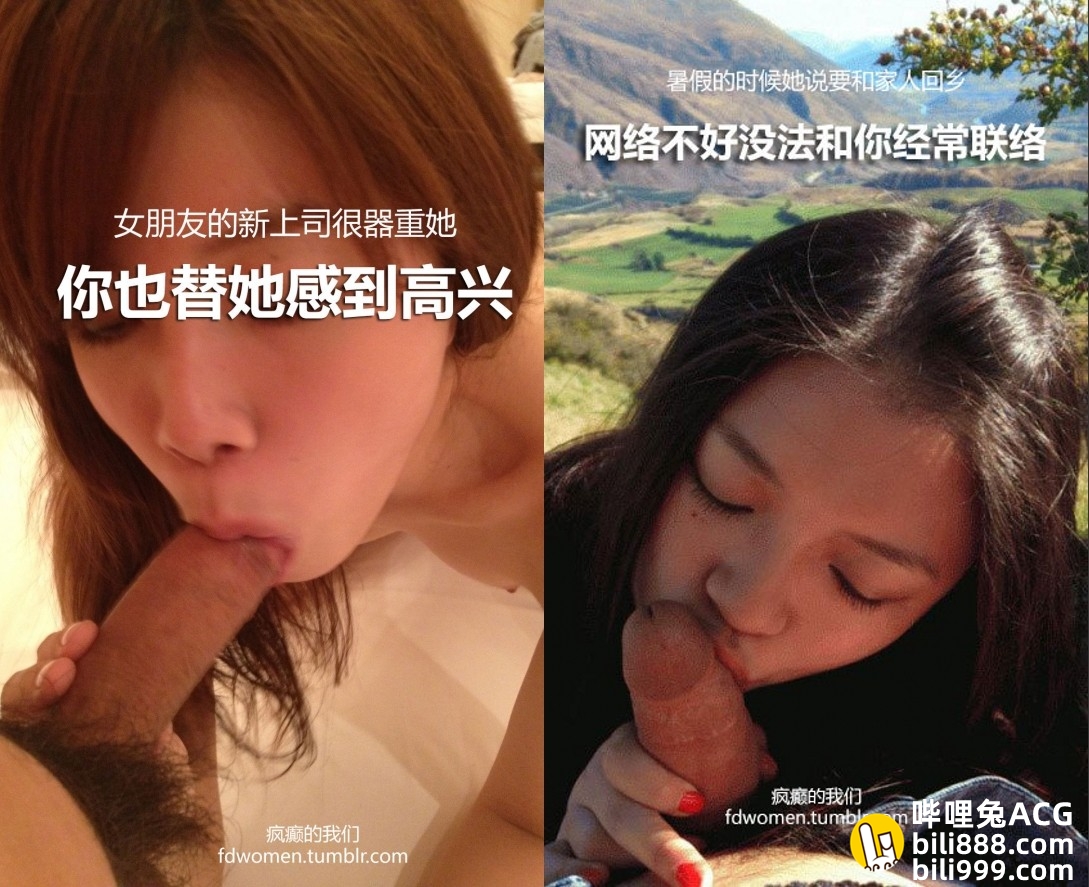 女朋友的新上司很器重她
你也替她感到高兴
疯癫的我们
fdwomen.tumblr.com
暑假的时候她说要和家人回乡
网络不好没法和你经常联络
疯癫的我们
fdwomen.tumblr.com
哔哩兔ACG
bili888.com
bili999.com